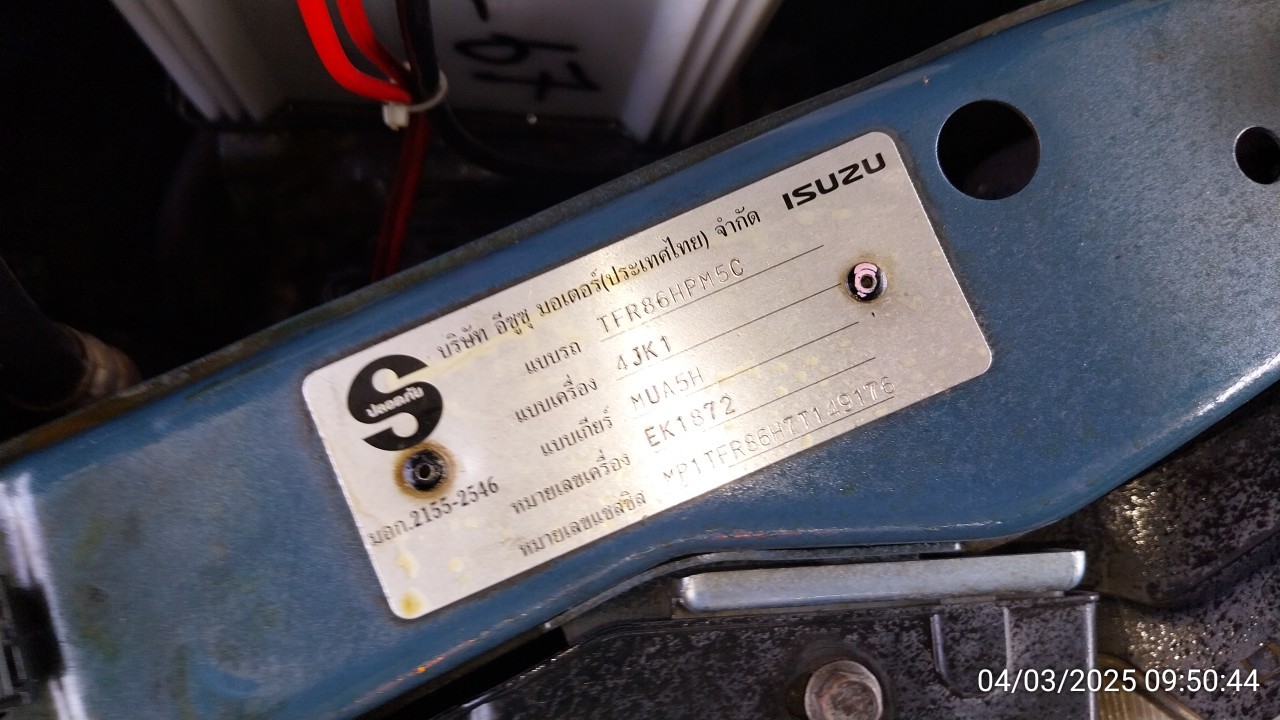 ISUZU
บริษัท อีซูซุ มอเตอร์(ประเทศไทย) จำกัด
แบบรถ TFR86HPM5C
แบบเครื่อง 4JK1
แบบเกียร์ MUA5H
หมายเลขเครื่อง EK1872
หมายเลขแชสซิส MP1TFR86H7T149176
S
ปลอดภัย
มอก.2155-2546
04/03/2025 09:50:44